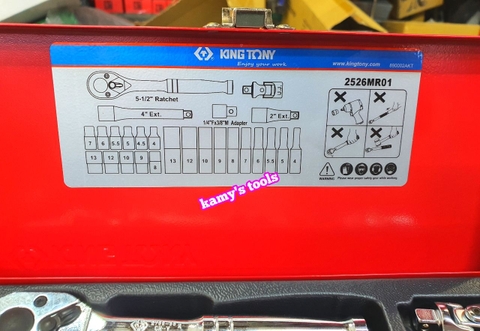 KING TONY
Enjoy your work.
www.kingtony.com
2526MR01
5-1/2" Ratchet
4" Ext.
1/4"Fx3/8"M Adapter
2" Ext.
7 6 5.5 5 4.5 4
13 12 10 9 8
13 12 10 9 8 7 6 5.5 5 4
WARNING
kamy's tools